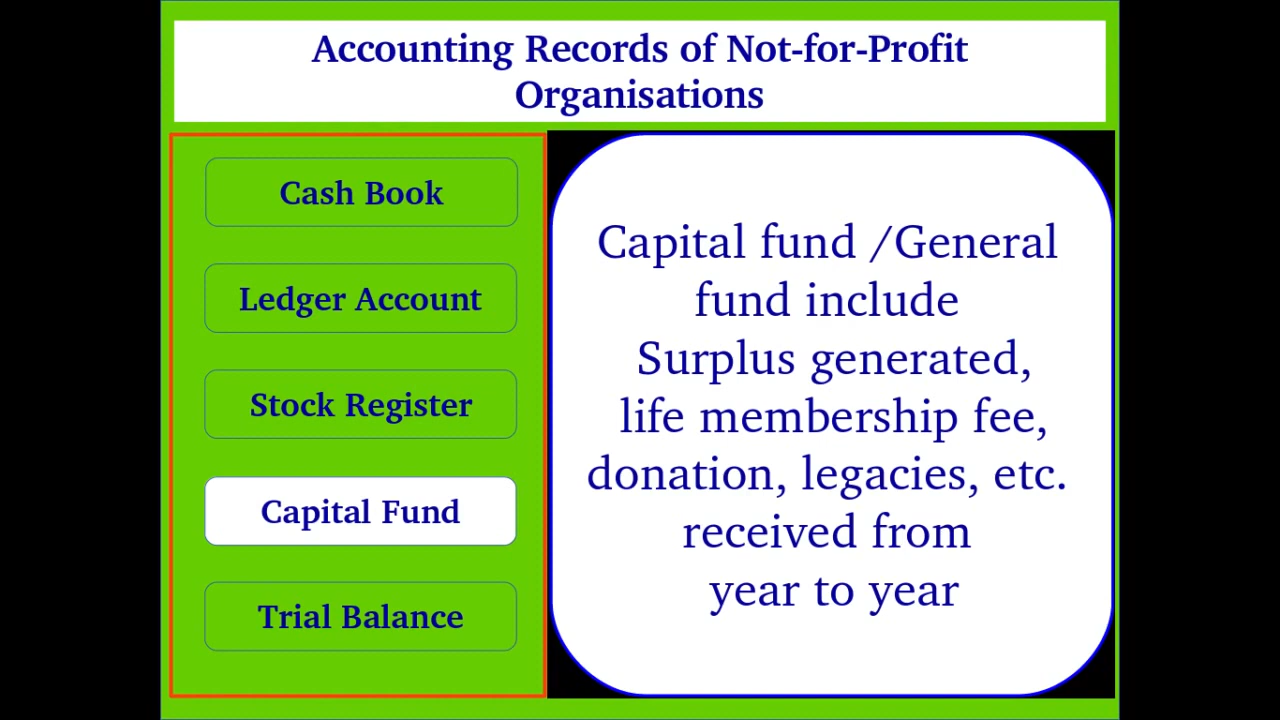 Accounting Records of Not-for-Profit
Organisations
Cash Book
Ledger Account
Stock Register
Capital Fund
Trial Balance
Capital fund /General
fund include
Surplus generated,
life membership fee,
donation, legacies, etc.
received from
year to year